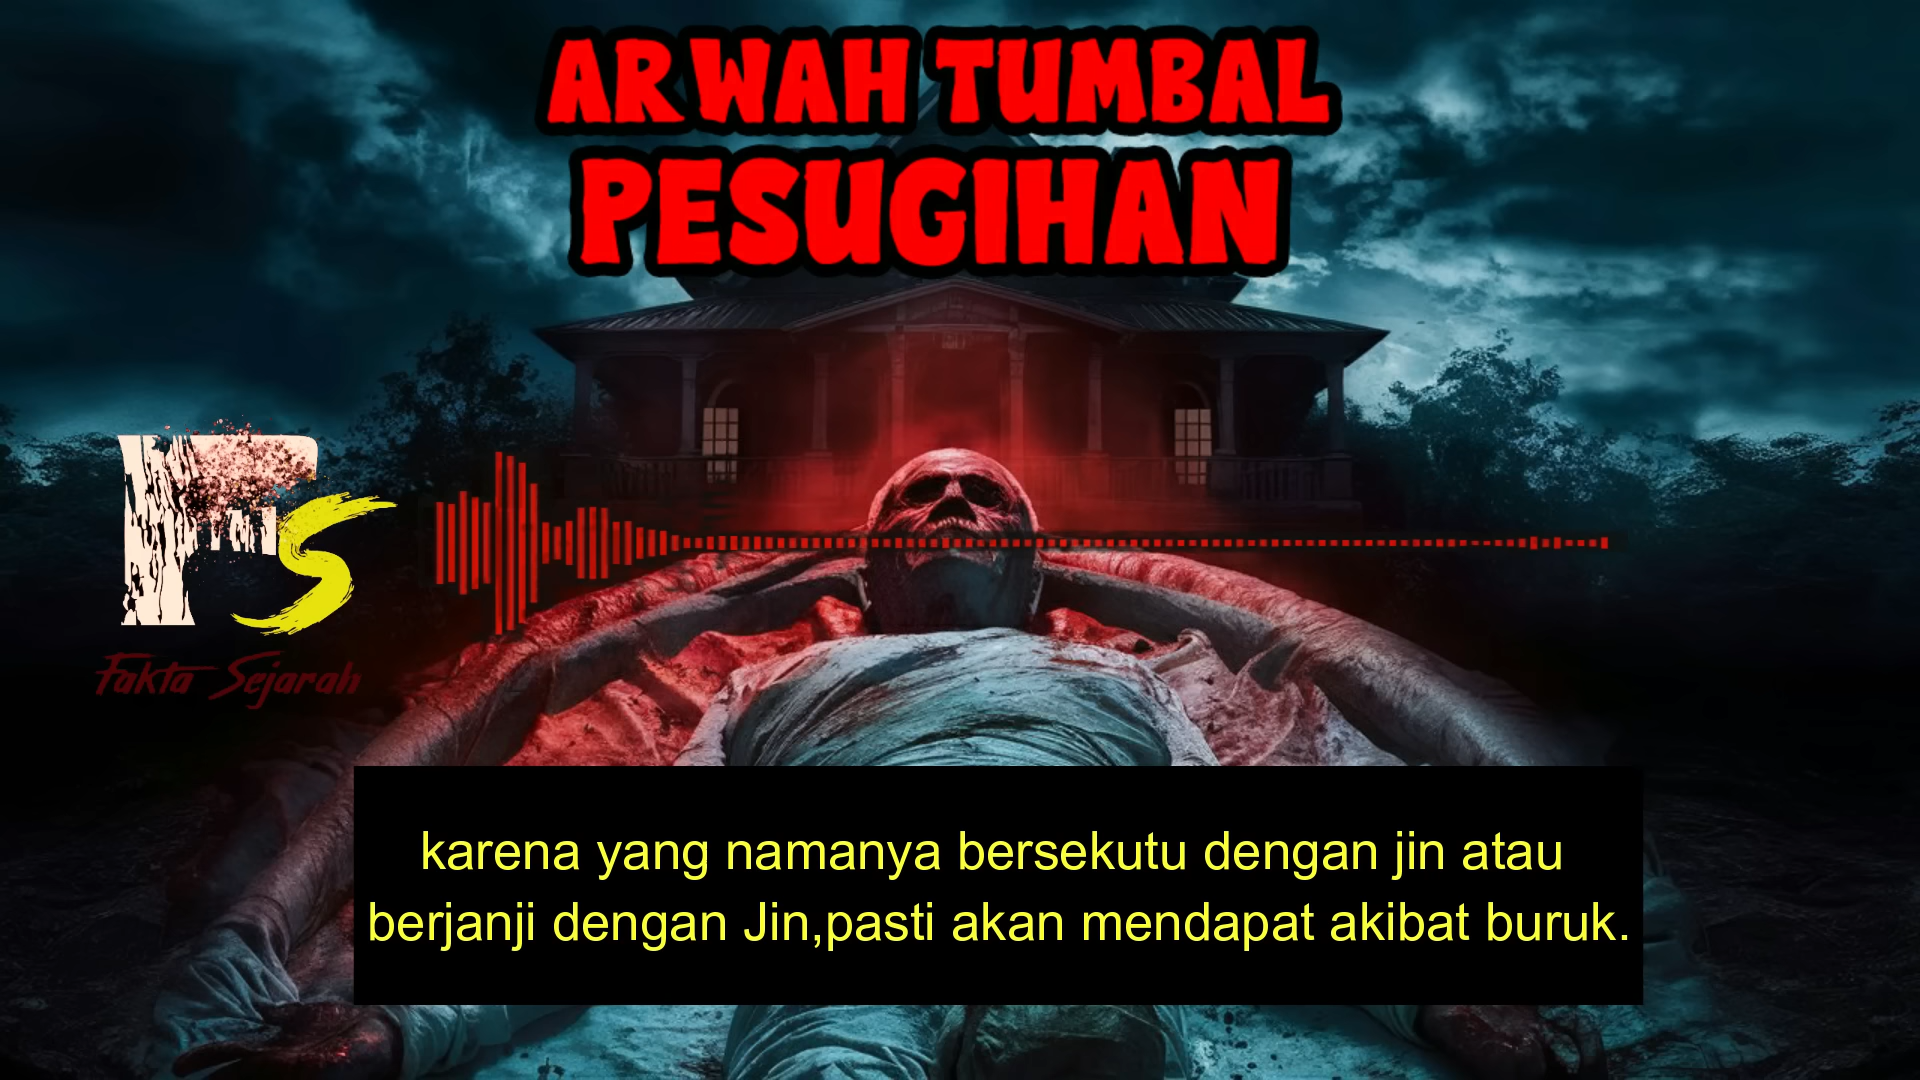 ARWAH TUMBAL
PESUGIHAN
FS
Fakta Sejarah
karena yang namanya bersekutu dengan jin atau
berjanji dengan Jin,pasti akan mendapat akibat buruk.